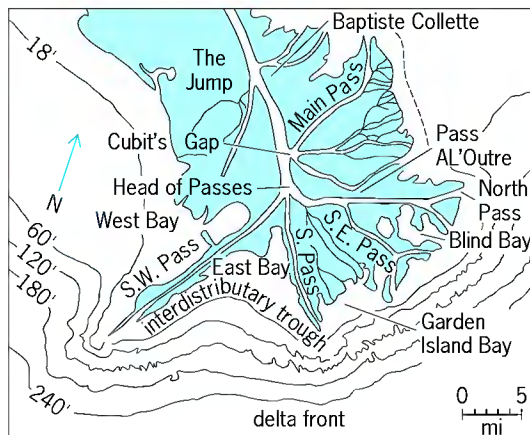 18'
Baptiste Collette
The
Jump
Main Pass
Cubit's Gap
Pass
AL'Outre
Head of Passes
North
Pass
N
West Bay
Blind Bay
60'
120'
180'
S.W. Pass
East Bay
S. Pass
S.E. Pass
interdistributary trough
Garden
Island Bay
240'
delta front
0 5
mi